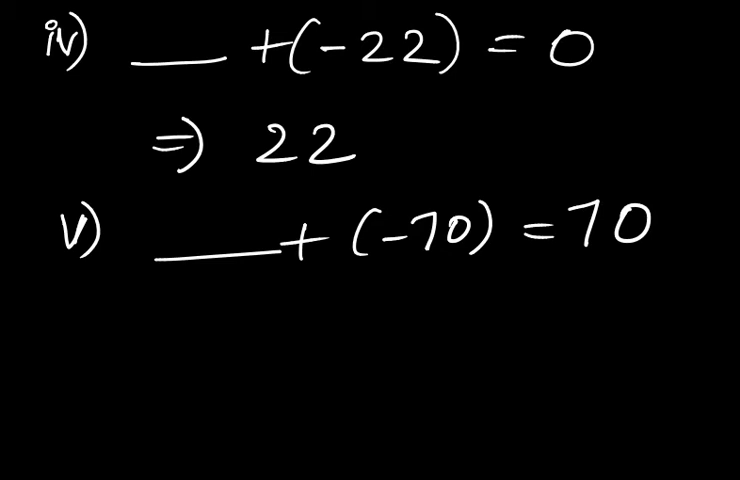 iv) ___ +(-22) = 0
=) 22
v) ___ + (-70) = 70